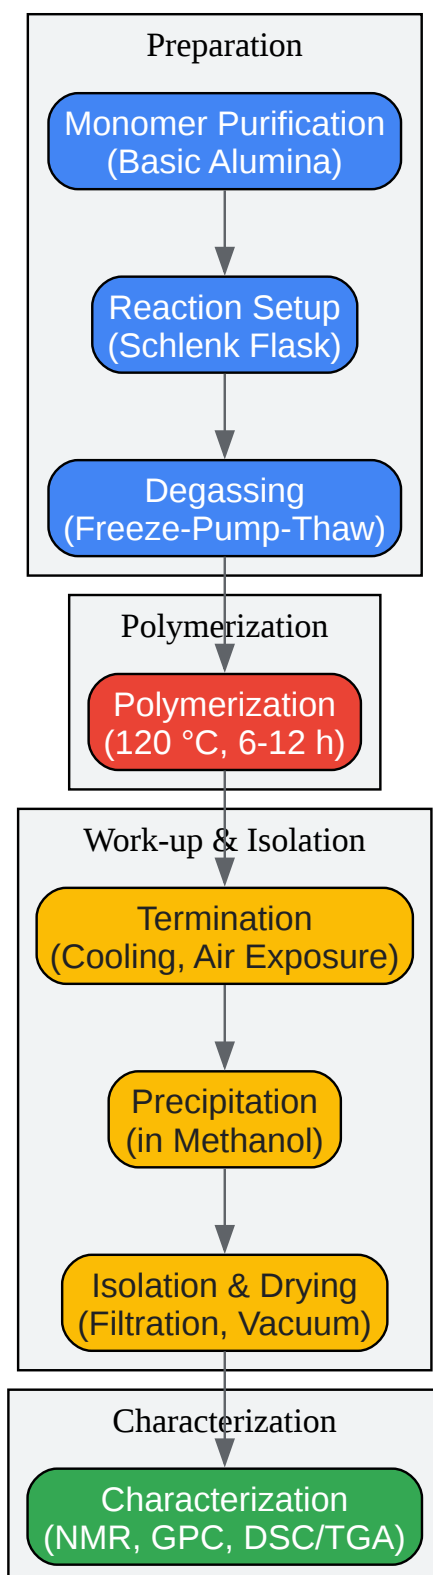 Preparation
Monomer Purification
(Basic Alumina)
Reaction Setup
(Schlenk Flask)
Degassing
(Freeze-Pump-Thaw)
Polymerization
Polymerization
(120 °C, 6-12 h)
Work-up & Isolation
Termination
(Cooling, Air Exposure)
Precipitation
(in Methanol)
Isolation & Drying
(Filtration, Vacuum)
Characterization
Characterization
(NMR, GPC, DSC/TGA)